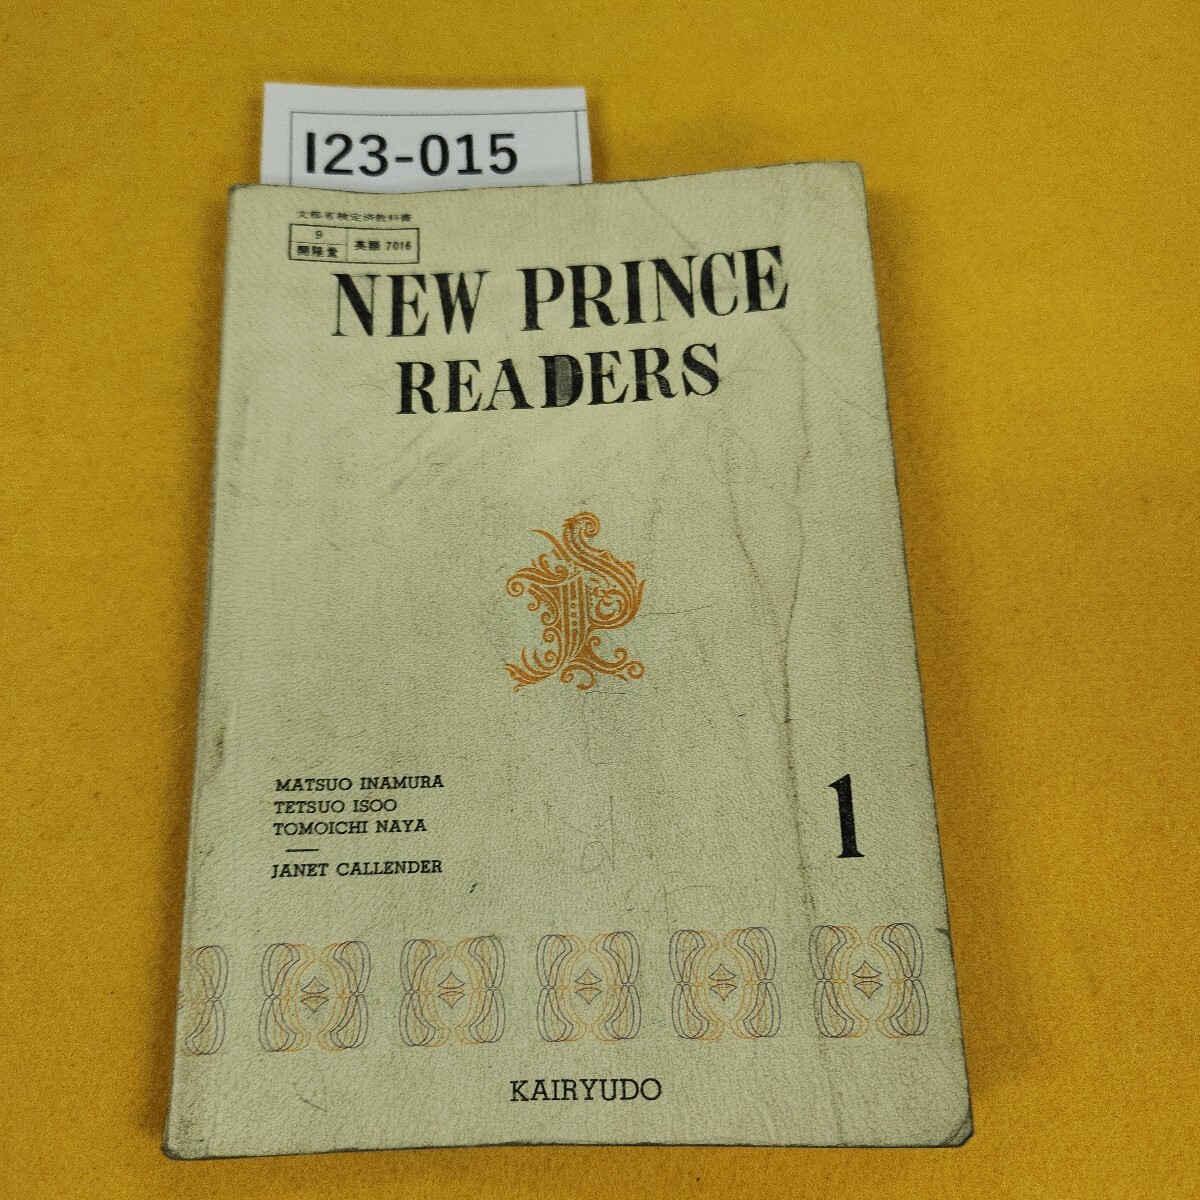 I23-015
文部省検定済教科書
9
開隆堂
英語 7016
NEW PRINCE
READERS
MATSUO INAMURA
TETSUO ISOO
TOMOICHI NAYA
JANET CALLENDER
1
KAIRYUDO